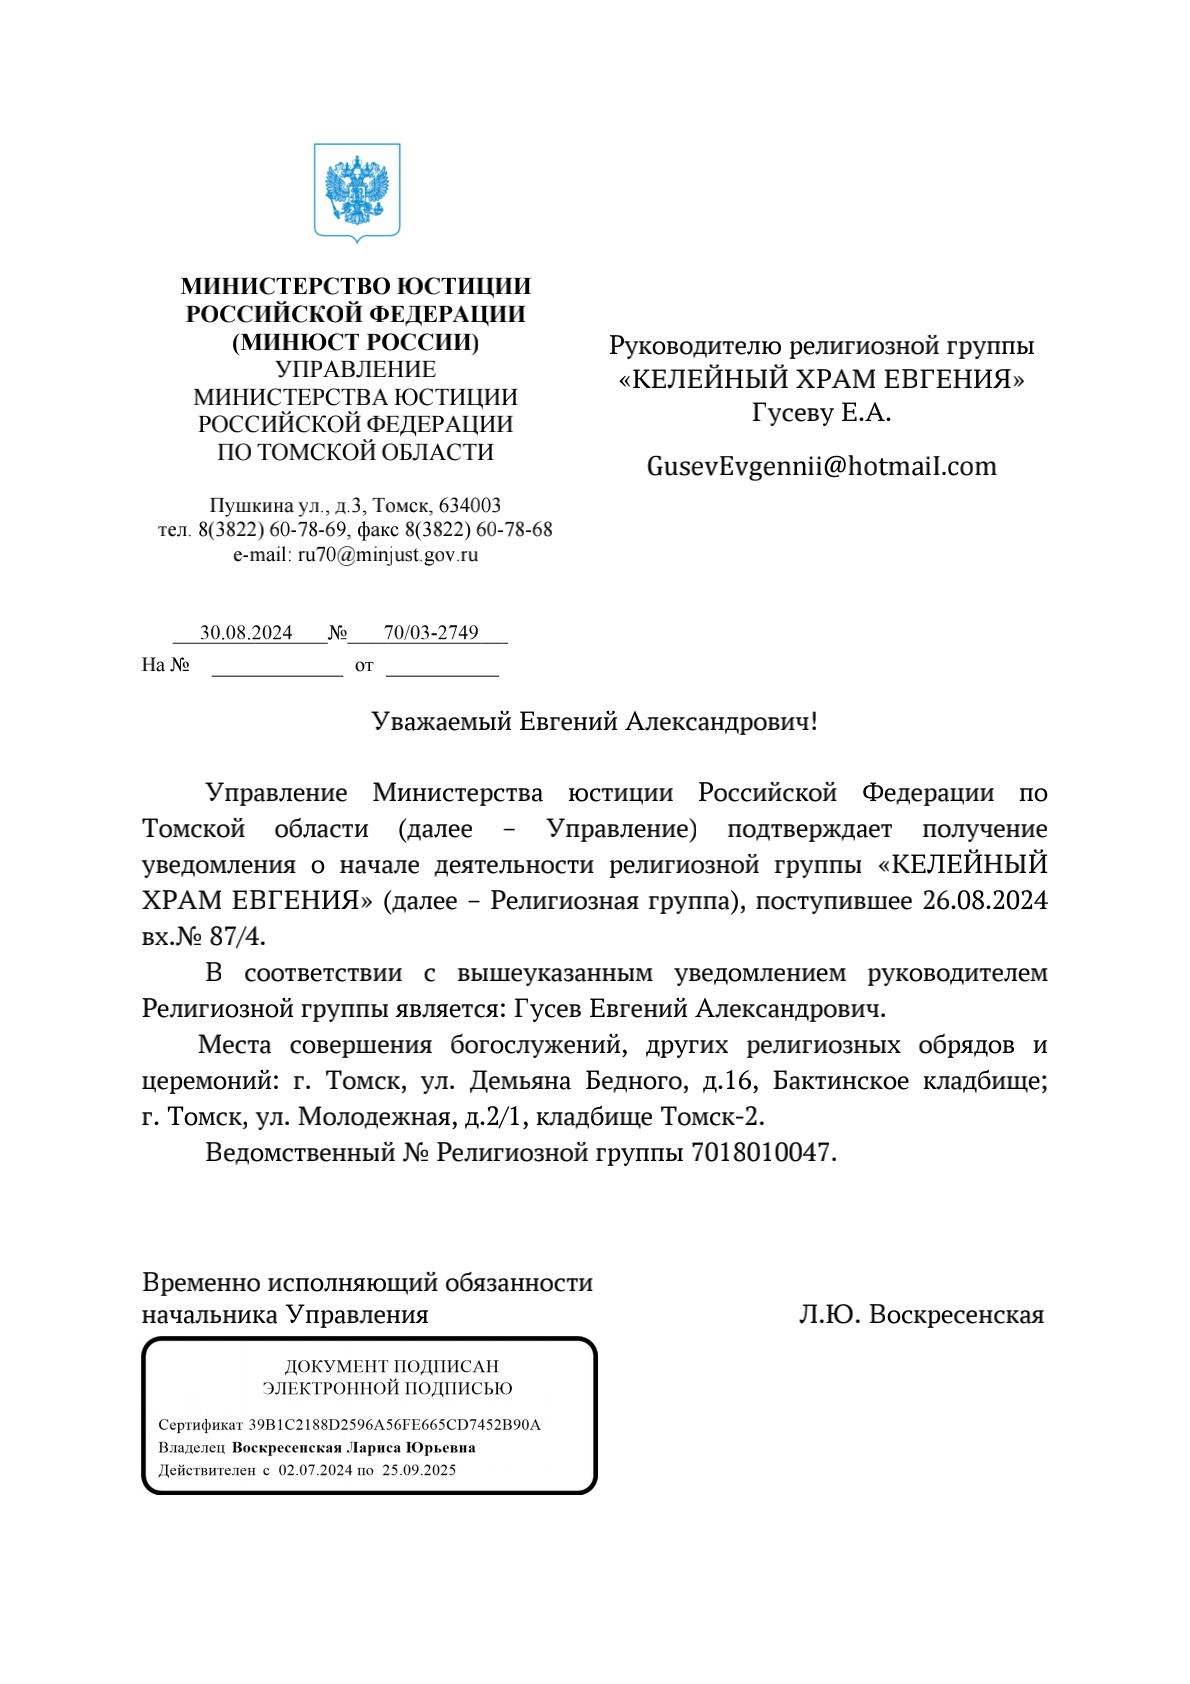 МИНИСТЕРСТВО ЮСТИЦИИ
РОССИЙСКОЙ ФЕДЕРАЦИИ
(МИНЮСТ РОССИИ)
УПРАВЛЕНИЕ
МИНИСТЕРСТВА ЮСТИЦИИ
РОССИЙСКОЙ ФЕДЕРАЦИИ
ПО ТОМСКОЙ ОБЛАСТИ
Пушкина ул., д.3, Томск, 634003
тел. 8(3822) 60-78-69, факс 8(3822) 60-78-68
e-mail: ru70@minjust.gov.ru
30.08.2024 № 70/03-2749
На № ____________ от ____________
Руководителю религиозной группы
«КЕЛЕЙНЫЙ ХРАМ ЕВГЕНИЯ»
Гусеву Е.А.
GusevEvgennii@hotmaiI.com
Уважаемый Евгений Александрович!
Управление Министерства юстиции Российской Федерации по
Томской области (далее – Управление) подтверждает получение
уведомления о начале деятельности религиозной группы «КЕЛЕЙНЫЙ
ХРАМ ЕВГЕНИЯ» (далее – Религиозная группа), поступившее 26.08.2024
вх.№ 87/4.
В соответствии с вышеуказанным уведомлением руководителем
Религиозной группы является: Гусев Евгений Александрович.
Места совершения богослужений, других религиозных обрядов и
церемоний: г. Томск, ул. Демьяна Бедного, д.16, Бактинское кладбище;
г. Томск, ул. Молодежная, д.2/1, кладбище Томск-2.
Ведомственный № Религиозной группы 7018010047.
Временно исполняющий обязанности
начальника Управления Л.Ю. Воскресенская
ДОКУМЕНТ ПОДПИСАН
ЭЛЕКТРОННОЙ ПОДПИСЬЮ
Сертификат 39B1C2188D2596A56FE665CD7452B90A
Владелец Воскресенская Лариса Юрьевна
Действителен с 02.07.2024 по 25.09.2025